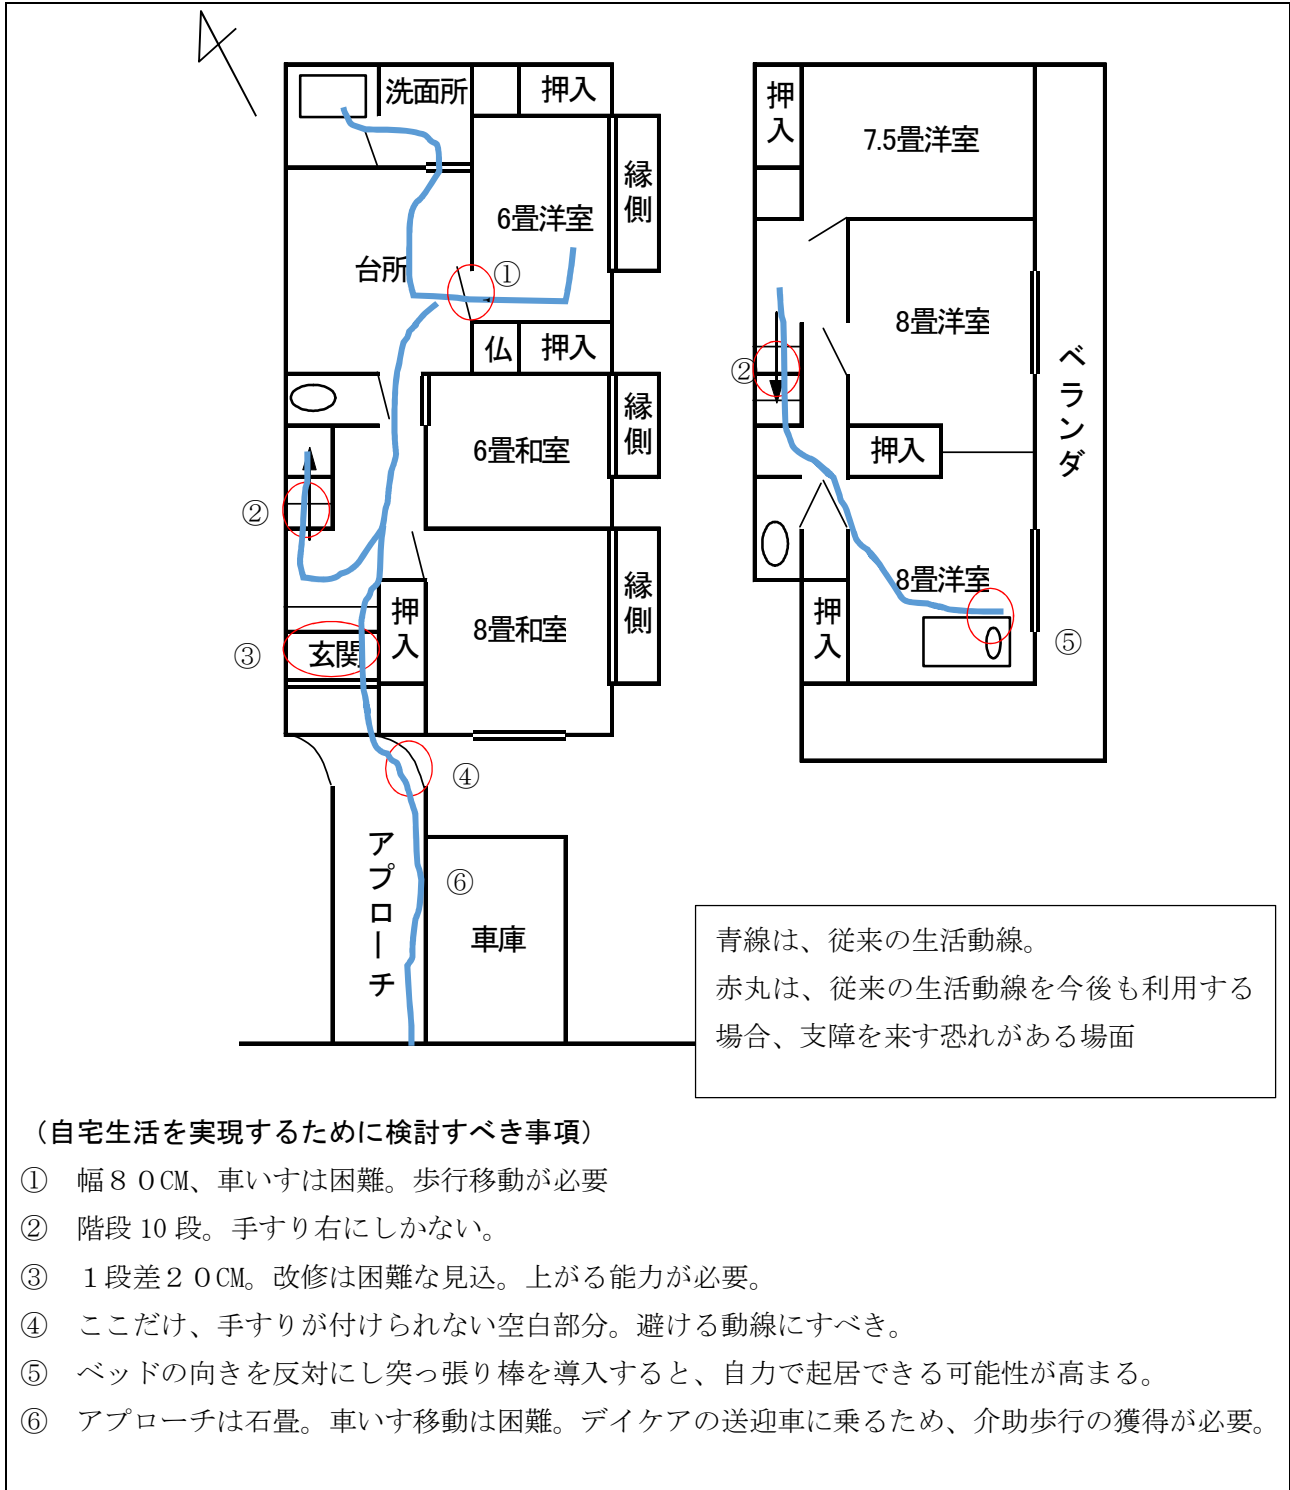 洗面所
押入
6畳洋室
縁側
台所
①
仏
押入
6畳和室
縁側
②
8畳和室
縁側
押入
③
玄関
④
アプローチ
⑥
車庫
押入
7.5畳洋室
8畳洋室
②
ベランダ
押入
8畳洋室
押入
⑤
青線は、従来の生活動線。
赤丸は、従来の生活動線を今後も利用する
場合、支障を来す恐れがある場面
（自宅生活を実現するために検討すべき事項）
① 幅８０CM、車いすは困難。歩行移動が必要
② 階段 10 段。手すり右にしかない。
③ １段差２０CM。改修は困難な見込。上がる能力が必要。
④ ここだけ、手すりが付けられない空白部分。避ける動線にすべき。
⑤ ベッドの向きを反対にし突っ張り棒を導入すると、自力で起居できる可能性が高まる。
⑥ アプローチは石畳。車いす移動は困難。デイケアの送迎車に乗るため、介助歩行の獲得が必要。